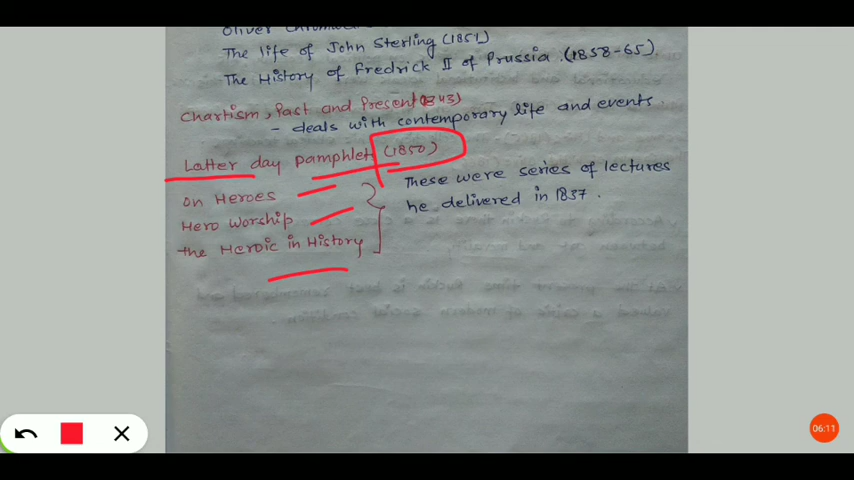 Oliver
The life of John Sterling (1851)
The History of Fredrick II of Prussia (1858-65).
Chartism, Past and Present (1843)
- deals with contemporary life and events.
Latter day pamphlet (1850)
on Heroes
Hero Worship
the Heroic in History
These were series of lectures
he delivered in 1837.
06:11